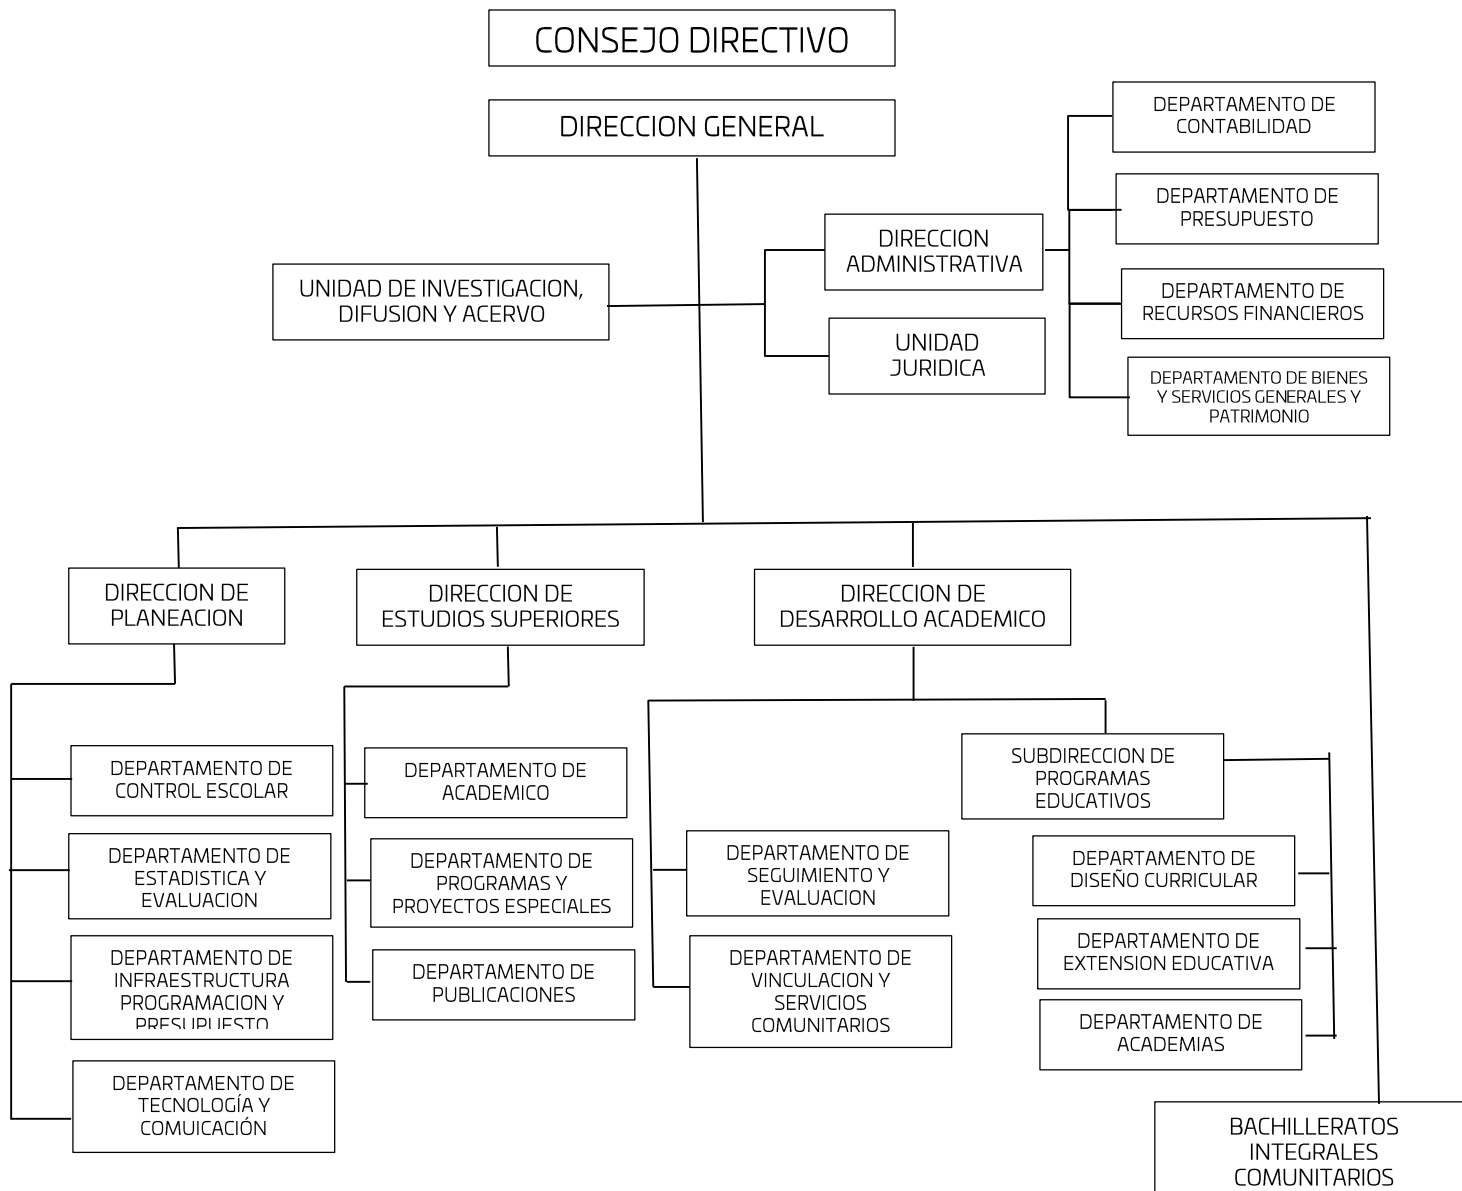 CONSEJO DIRECTIVO
DIRECCION GENERAL
DEPARTAMENTO DE
CONTABILIDAD
DEPARTAMENTO DE
PRESUPUESTO
DIRECCION
ADMINISTRATIVA
UNIDAD DE INVESTIGACION,
DIFUSION Y ACERVO
DEPARTAMENTO DE
RECURSOS FINANCIEROS
UNIDAD
JURIDICA
DEPARTAMENTO DE BIENES
Y SERVICIOS GENERALES Y
PATRIMONIO
DIRECCION DE
PLANEACION
DIRECCION DE
ESTUDIOS SUPERIORES
DIRECCION DE
DESARROLLO ACADEMICO
DEPARTAMENTO DE
CONTROL ESCOLAR
DEPARTAMENTO DE
ESTADISTICA Y
EVALUACION
DEPARTAMENTO DE
INFRAESTRUCTURA
PROGRAMACION Y
PRESUPUESTO
DEPARTAMENTO DE
TECNOLOGÍA Y
COMUICACIÓN
DEPARTAMENTO DE
ACADEMICO
DEPARTAMENTO DE
PROGRAMAS Y
PROYECTOS ESPECIALES
DEPARTAMENTO DE
PUBLICACIONES
DEPARTAMENTO DE
SEGUIMIENTO Y
EVALUACION
DEPARTAMENTO DE
VINCULACION Y
SERVICIOS
COMUNITARIOS
SUBDIRECCION DE
PROGRAMAS
EDUCATIVOS
DEPARTAMENTO DE
DISEÑO CURRICULAR
DEPARTAMENTO DE
EXTENSION EDUCATIVA
DEPARTAMENTO DE
ACADEMIAS
BACHILLERATOS
INTEGRALES
COMUNITARIOS